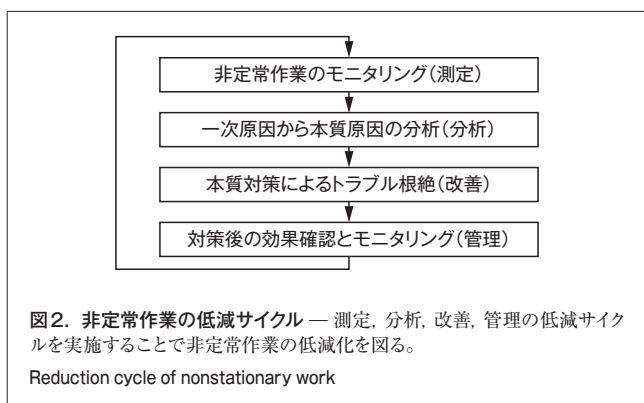 非定常作業のモニタリング(測定)
一次原因から本質原因の分析(分析)
本質対策によるトラブル根絶(改善)
対策後の効果確認とモニタリング(管理)
図2. 非定常作業の低減サイクル — 測定, 分析, 改善, 管理の低減サイク
ルを実施することで非定常作業の低減化を図る。
Reduction cycle of nonstationary work